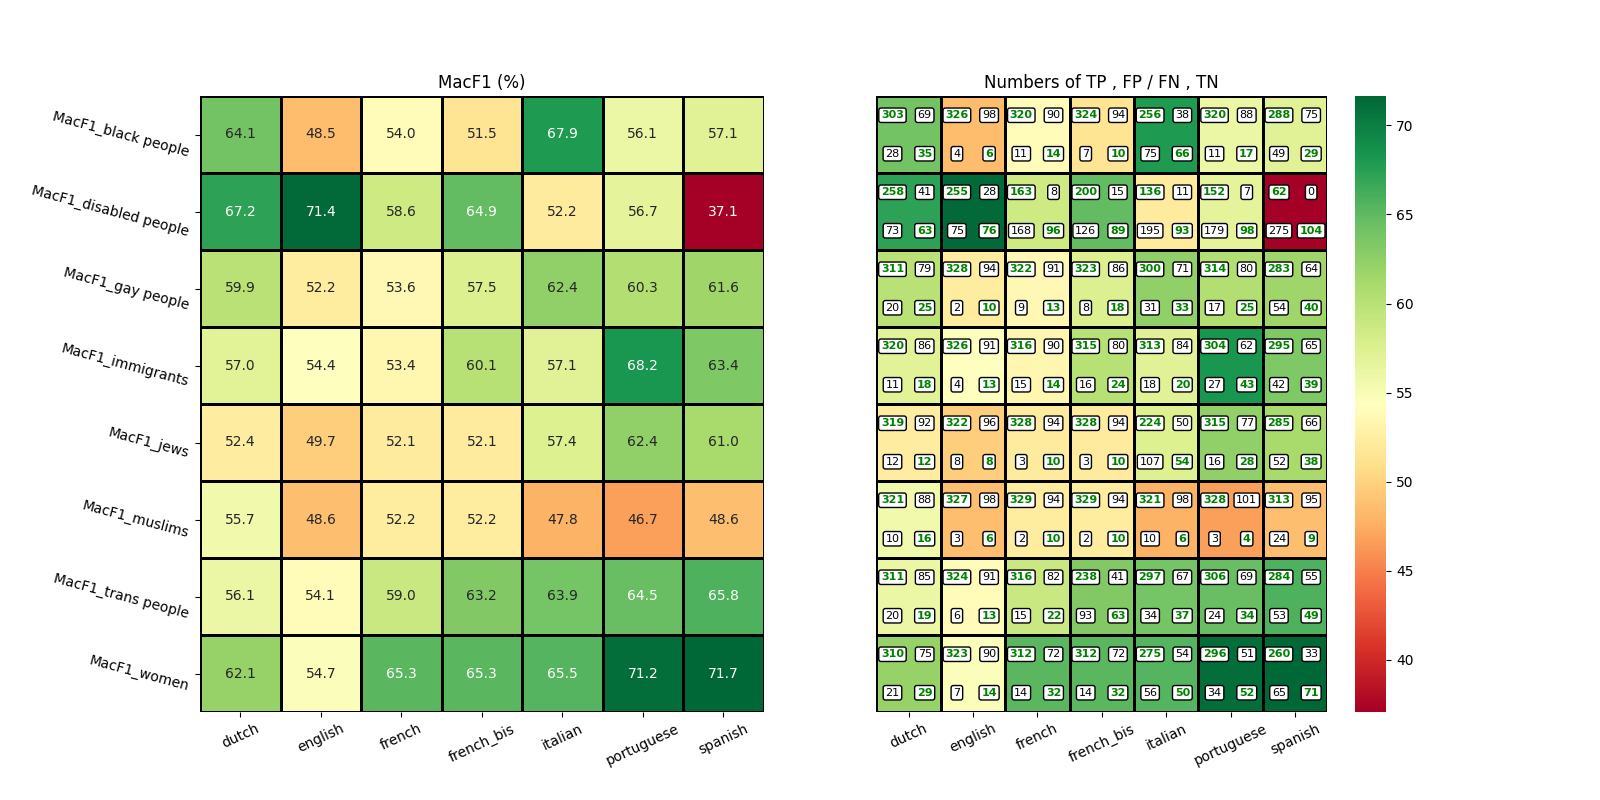 MacF1 (%)
Numbers of TP , FP / FN , TN
MacF1_black people 64.1 48.5 54.0 51.5 67.9 56.1 57.1
303 69 326 98 320 90 324 94 256 38 320 88 288 75
28 35 4 6 11 14 7 10 75 66 11 17 49 29
MacF1_disabled people 67.2 71.4 58.6 64.9 52.2 56.7 37.1
258 41 255 28 163 8 200 15 136 11 152 7 62 0
73 63 75 76 168 96 126 89 195 93 179 98 275 104
MacF1_gay people 59.9 52.2 53.6 57.5 62.4 60.3 61.6
311 79 328 94 322 91 323 86 300 71 314 80 283 64
20 25 2 10 9 13 8 18 31 33 17 25 54 40
MacF1_immigrants 57.0 54.4 53.4 60.1 57.1 68.2 63.4
320 86 326 91 316 90 315 80 313 84 304 62 295 65
11 18 4 13 15 14 16 24 18 20 27 43 42 39
MacF1_jews 52.4 49.7 52.1 52.1 57.4 62.4 61.0
319 92 322 96 328 94 328 94 224 50 315 77 285 66
12 12 8 8 3 10 3 10 107 54 16 28 52 38
MacF1_muslims 55.7 48.6 52.2 52.2 47.8 46.7 48.6
321 88 327 98 329 94 329 94 321 98 328 101 313 95
10 16 3 6 2 10 2 10 10 6 3 4 24 9
MacF1_trans people 56.1 54.1 59.0 63.2 63.9 64.5 65.8
311 85 324 91 316 82 238 41 297 67 306 69 284 55
20 19 6 13 15 22 93 63 34 37 24 34 53 49
MacF1_women 62.1 54.7 65.3 65.3 65.5 71.2 71.7
310 75 323 90 312 72 312 72 275 54 296 51 260 33
21 29 7 14 14 32 14 32 56 50 34 52 65 71
dutch english french french_bis italian portuguese spanish
dutch english french french_bis italian portuguese spanish
70
65
60
55
50
45
40